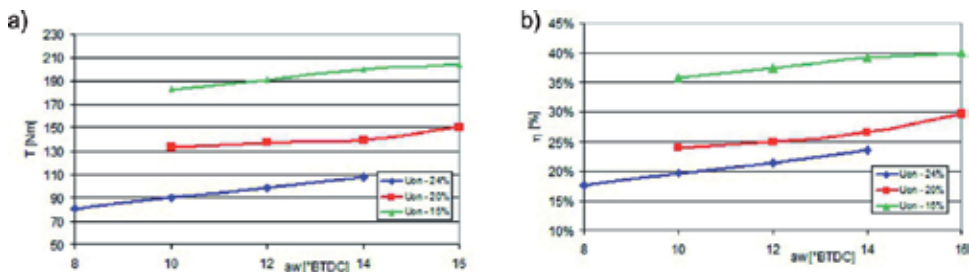 a)
T [Nm]
230
210
190
170
150
130
110
90
70
50
8 10 12 14 16
aw [°BTDC]
Uon - 24%
Uon - 20%
Uon - 15%
b)
η [%]
45%
40%
35%
30%
25%
20%
15%
10%
8 10 12 14 16
aw [°BTDC]
Uon - 24%
Uon - 20%
Uon - 15%